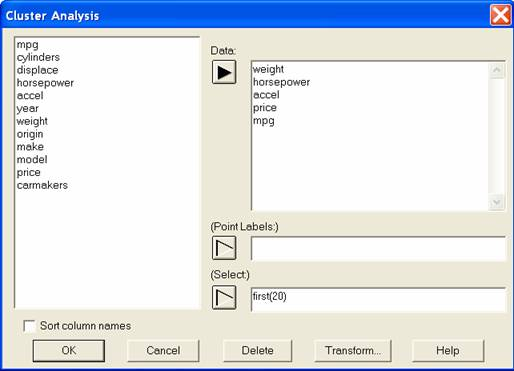 Cluster Analysis
mpg
cylinders
displace
horsepower
accel
year
weight
origin
make
model
price
carmakers
Data:
weight
horsepower
accel
price
mpg
(Point Labels:)
(Select:)
first(20)
Sort column names
OK
Cancel
Delete
Transform...
Help